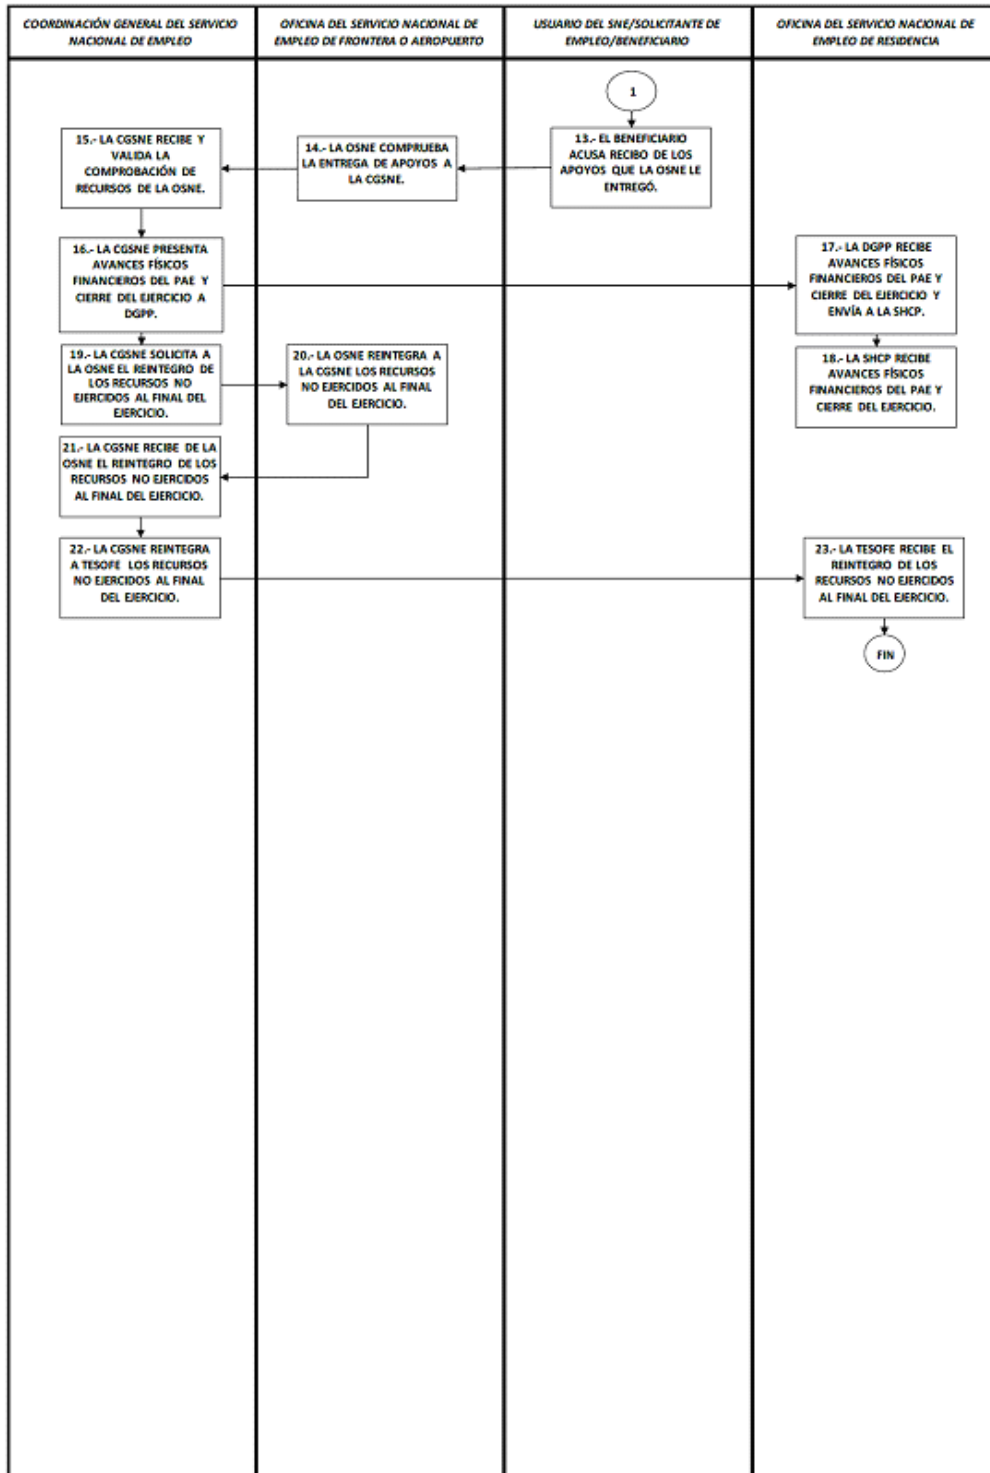 COORDINACIÓN GENERAL DEL SERVICIO
NACIONAL DE EMPLEO
OFICINA DEL SERVICIO NACIONAL DE
EMPLEO DE FRONTERA O AEROPUERTO
USUARIO DEL SNE/SOLICITANTE DE
EMPLEO/BENEFICIARIO
OFICINA DEL SERVICIO NACIONAL DE
EMPLEO DE RESIDENCIA
1
13.- EL BENEFICIARIO
ACUSA RECIBO DE LOS
APOYOS QUE LA OSNE LE
ENTREGÓ.
14.- LA OSNE COMPRUEBA
LA ENTREGA DE APOYOS A
LA CGSNE.
15.- LA CGSNE RECIBE Y
VALIDA LA
COMPROBACIÓN DE
RECURSOS DE LA OSNE.
16.- LA CGSNE PRESENTA
AVANCES FÍSICOS
FINANCIEROS DEL PAE Y
CIERRE DEL EJERCICIO A
DGPP.
17.- LA DGPP RECIBE
AVANCES FÍSICOS
FINANCIEROS DEL PAE Y
CIERRE DEL EJERCICIO Y
ENVÍA A LA SHCP.
18.- LA SHCP RECIBE
AVANCES FÍSICOS
FINANCIEROS DEL PAE Y
CIERRE DEL EJERCICIO.
19.- LA CGSNE SOLICITA A
LA OSNE EL REINTEGRO DE
LOS RECURSOS NO
EJERCIDOS AL FINAL DEL
EJERCICIO.
20.- LA OSNE REINTEGRA A
LA CGSNE LOS RECURSOS
NO EJERCIDOS AL FINAL
DEL EJERCICIO.
21.- LA CGSNE RECIBE DE LA
OSNE EL REINTEGRO DE LOS
RECURSOS NO EJERCIDOS
AL FINAL DEL EJERCICIO.
22.- LA CGSNE REINTEGRA
A TESOFE LOS RECURSOS
NO EJERCIDOS AL FINAL
DEL EJERCICIO.
23.- LA TESOFE RECIBE EL
REINTEGRO DE LOS
RECURSOS NO EJERCIDOS
AL FINAL DEL EJERCICIO.
FIN